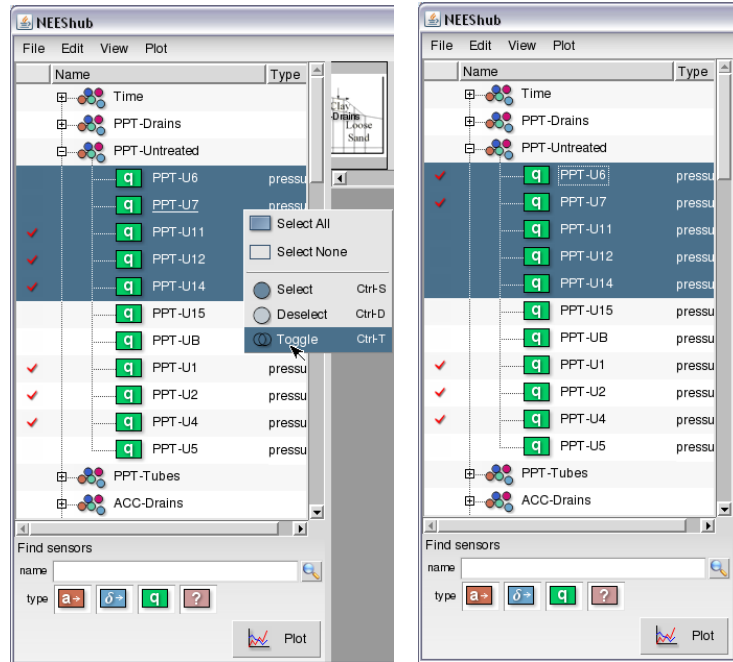 NEEShub
File Edit View Plot
Name Type
Time
PPT-Drains
PPT-Untreated
PPT-U6 pressu
PPT-U7 pressu
PPT-U11
PPT-U12
PPT-U14
PPT-U15
PPT-UB
PPT-U1 pressu
PPT-U2 pressu
PPT-U4 pressu
PPT-U5 pressu
PPT-Tubes
ACC-Drains
Clay
Drains
Loose
Sand
Select All
Select None
Select Ctrl-S
Deselect Ctrl-D
Toggle Ctrl-T
Find sensors
name
type a δ q ?
Plot
NEEShub
File Edit View Plot
Name Type
Time
PPT-Drains
PPT-Untreated
PPT-U6 pressu
PPT-U7 pressu
PPT-U11 pressu
PPT-U12 pressu
PPT-U14 pressu
PPT-U15 pressu
PPT-UB pressu
PPT-U1 pressu
PPT-U2 pressu
PPT-U4 pressu
PPT-U5 pressu
PPT-Tubes
ACC-Drains
Find sensors
name
type a δ q ?
Plot